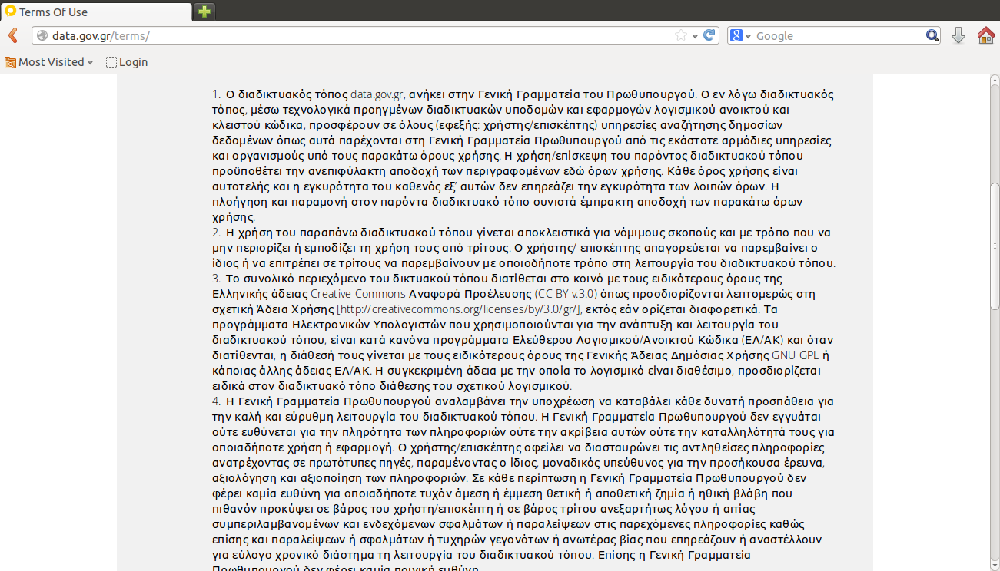 Terms Of Use
data.gov.gr/terms/
Google
Most Visited
Login
1. Ο διαδικτυακός τόπος data.gov.gr, ανήκει στην Γενική Γραμματεία του Πρωθυπουργού. Ο εν λόγω διαδικτυακός
τόπος, μέσω τεχνολογικά προηγμένων διαδικτυακών υποδομών και εφαρμογών λογισμικού ανοικτού και
κλειστού κώδικα, προσφέρουν σε όλους (εφεξής: χρήστης/επισκέπτης) υπηρεσίες αναζήτησης δημοσίων
δεδομένων όπως αυτά παρέχονται στη Γενική Γραμματεία Πρωθυπουργού από τις εκάστοτε αρμόδιες υπηρεσίες
και οργανισμούς υπό τους παρακάτω όρους χρήσης. Η χρήση/επίσκεψη του παρόντος διαδικτυακού τόπου
προϋποθέτει την ανεπιφύλακτη αποδοχή των περιγραφομένων εδώ όρων χρήσης. Κάθε όρος χρήσης είναι
αυτοτελής και η εγκυρότητα του καθενός εξ’ αυτών δεν επηρεάζει την εγκυρότητα των λοιπών όρων. Η
πλοήγηση και παραμονή στον παρόντα διαδικτυακό τόπο συνιστά έμπρακτη αποδοχή των παρακάτω όρων
χρήσης.
2. Η χρήση του παραπάνω διαδικτυακού τόπου γίνεται αποκλειστικά για νόμιμους σκοπούς και με τρόπο που να
μην περιορίζει ή εμποδίζει τη χρήση τους από τρίτους. Ο χρήστης/ επισκέπτης απαγορεύεται να παρεμβαίνει ο
ίδιος ή να επιτρέπει σε τρίτους να παρεμβαίνουν με οποιοδήποτε τρόπο στη λειτουργία του διαδικτυακού τόπου.
3. Το συνολικό περιεχόμενο του δικτυακού τόπου διατίθεται στο κοινό με τους ειδικότερους όρους της
Ελληνικής άδειας Creative Commons Αναφορά Προέλευσης (CC BY v.3.0) όπως προσδιορίζονται λεπτομερώς στη
σχετική Άδεια Χρήσης [http://creativecommons.org/licenses/by/3.0/gr/], εκτός εάν ορίζεται διαφορετικά. Τα
προγράμματα Ηλεκτρονικών Υπολογιστών που χρησιμοποιούνται για την ανάπτυξη και λειτουργία του
διαδικτυακού τόπου, είναι κατά κανόνα προγράμματα Ελεύθερου Λογισμικού/Ανοικτού Κώδικα (ΕΛ/ΑΚ) και όταν
διατίθενται, η διάθεσή τους γίνεται με τους ειδικότερους όρους της Γενικής Άδειας Δημόσιας Χρήσης GNU GPL ή
κάποιας άλλης άδειας ΕΛ/ΑΚ. Η συγκεκριμένη άδεια με την οποία το λογισμικό είναι διαθέσιμο, προσδιορίζεται
ειδικά στον διαδικτυακό τόπο διάθεσης του σχετικού λογισμικού.
4. Η Γενική Γραμματεία Πρωθυπουργού αναλαμβάνει την υποχρέωση να καταβάλει κάθε δυνατή προσπάθεια για
την καλή και εύρυθμη λειτουργία του διαδικτυακού τόπου. Η Γενική Γραμματεία Πρωθυπουργού δεν εγγυάται
ούτε ευθύνεται για την πληρότητα των πληροφοριών ούτε την ακρίβεια αυτών ούτε την καταλληλότητά τους για
οποιαδήποτε χρήση ή εφαρμογή. Ο χρήστης/επισκέπτης οφείλει να διασταυρώνει τις αντληθείσες πληροφορίες
ανατρέχοντας σε πρωτότυπες πηγές, παραμένοντας ο ίδιος, μοναδικός υπεύθυνος για την προσήκουσα έρευνα,
αξιολόγηση και αξιοποίηση των πληροφοριών. Σε κάθε περίπτωση η Γενική Γραμματεία Πρωθυπουργού δεν
φέρει καμία ευθύνη για οποιαδήποτε τυχόν άμεση ή έμμεση θετική ή αποθετική ζημία ή ηθική βλάβη που
πιθανόν προκύψει σε βάρος του χρήστη/επισκέπτη ή σε βάρος τρίτου ανεξαρτήτως λόγου ή αιτίας
συμπεριλαμβανομένων και ενδεχόμενων σφαλμάτων ή παραλείψεων στις παρεχόμενες πληροφορίες καθώς
επίσης και παραλείψεων ή σφαλμάτων ή τυχηρών γεγονότων ή ανωτέρας βίας που επηρεάζουν ή αναστέλλουν
για εύλογο χρονικό διάστημα τη λειτουργία του διαδικτυακού τόπου. Επίσης η Γενική Γραμματεία
Πρωθυπουργού δεν φέρει καμία ποινική ευθύνη